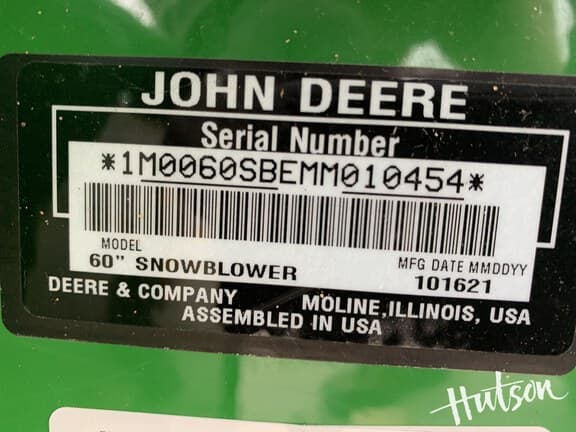 JOHN DEERE
Serial Number
*1M0060SBEMM010454*
MODEL
60" SNOWBLOWER
MFG DATE MMDDYY
101621
DEERE & COMPANY MOLINE, ILLINOIS, USA
ASSEMBLED IN USA
Hutson